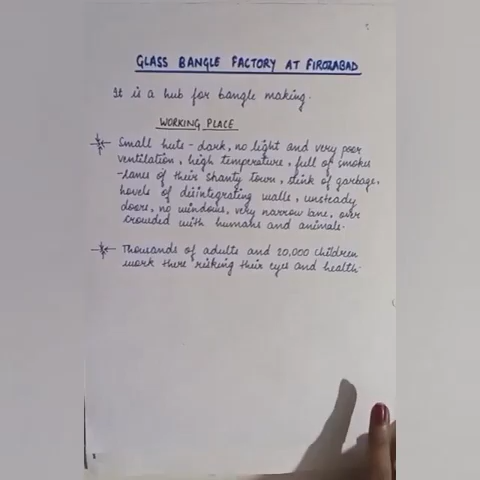 GLASS BANGLE FACTORY AT FIROZABAD
It is a hub for bangle making.
WORKING PLACE
Small huts - dark, no light and very poor
ventilation, high temperature, full of smokes
-lanes of their shanty town, stink of garbage,
hovels of disintegrating walls, unsteady
doors, no windows, very narrow lane, over
crowded with humans and animals.
Thousands of adults and 20,000 children
work there risking their eyes and health.